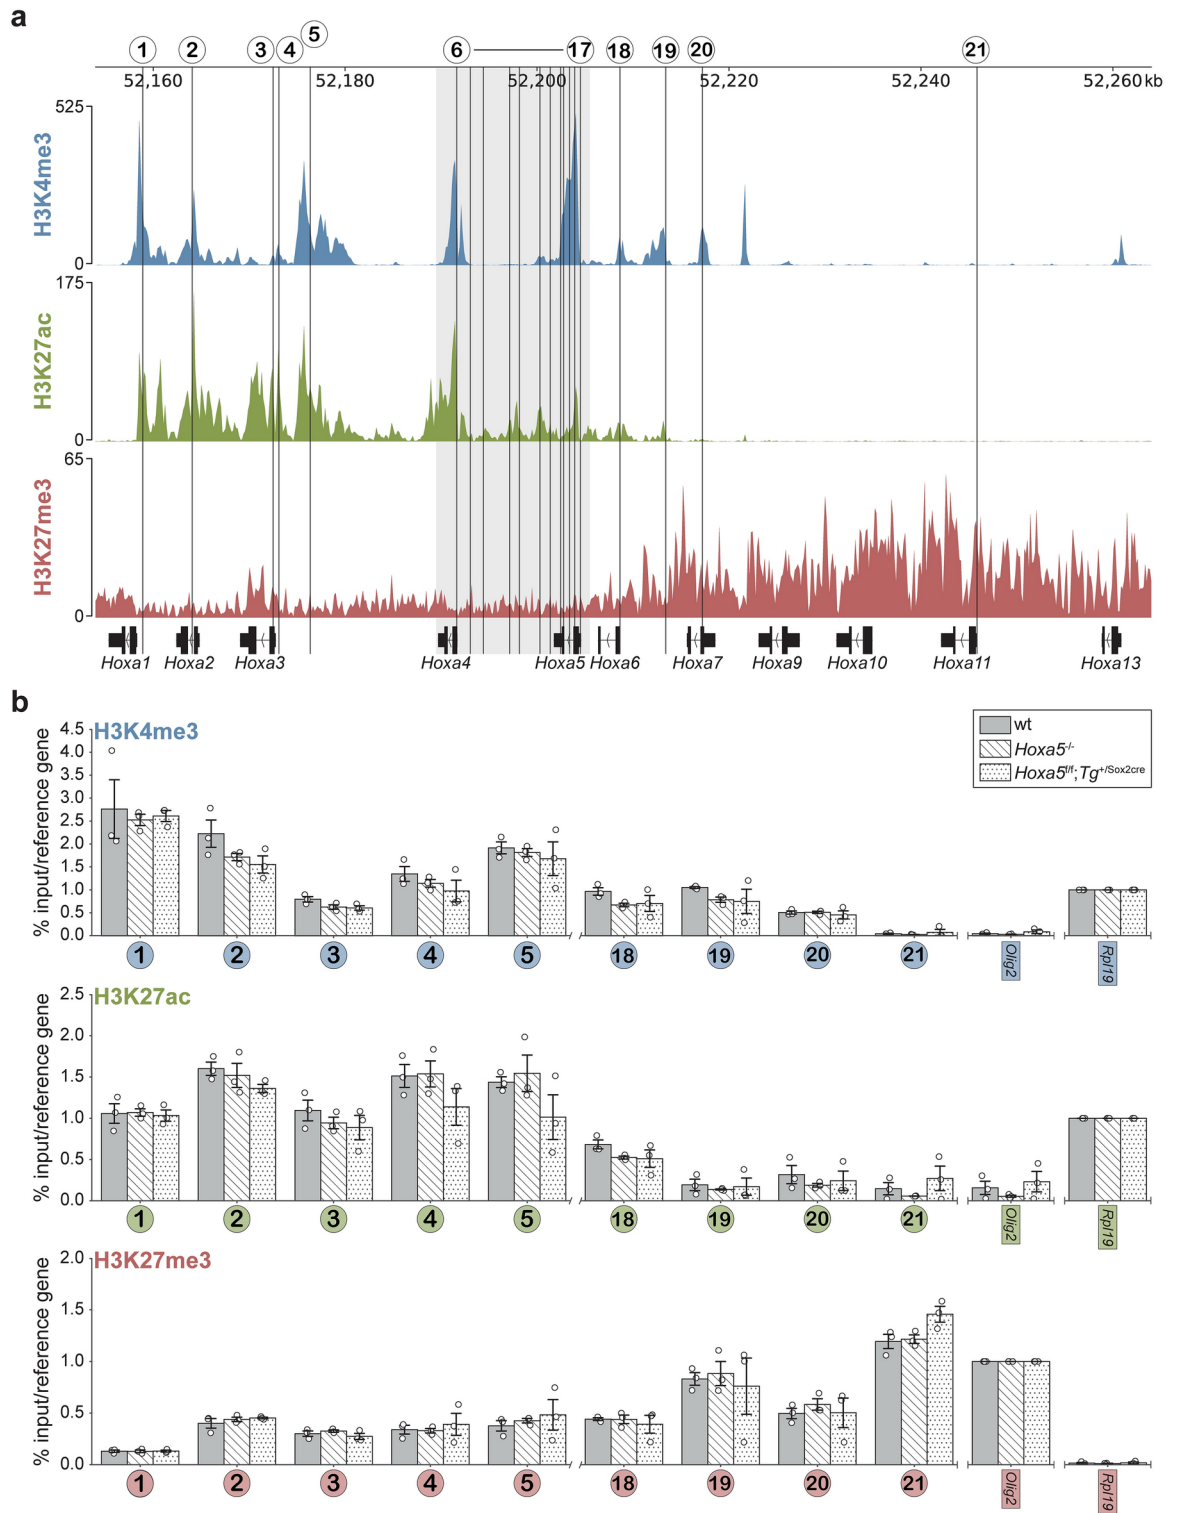 a
1 2 3 4 5 6 17 18 19 20 21
52,160 52,180 52,200 52,220 52,240 52,260kb
525
H3K4me3
0
175
H3K27ac
0
65
H3K27me3
0
Hoxa1 Hoxa2 Hoxa3 Hoxa4 Hoxa5 Hoxa6 Hoxa7 Hoxa9 Hoxa10 Hoxa11 Hoxa13
b
H3K4me3
% input/reference gene
4.5
4.0
3.5
3.0
2.5
2.0
1.5
1.0
0.5
0.0
wt
Hoxa5-/-
Hoxa5f/f;Tg+/Sox2cre
1 2 3 4 5 18 19 20 21 Olig2 Rpl19
H3K27ac
% input/reference gene
2.5
2.0
1.5
1.0
0.5
0.0
1 2 3 4 5 18 19 20 21 Olig2 Rpl19
H3K27me3
% input/reference gene
2.0
1.5
1.0
0.5
0.0
1 2 3 4 5 18 19 20 21 Olig2 Rpl19